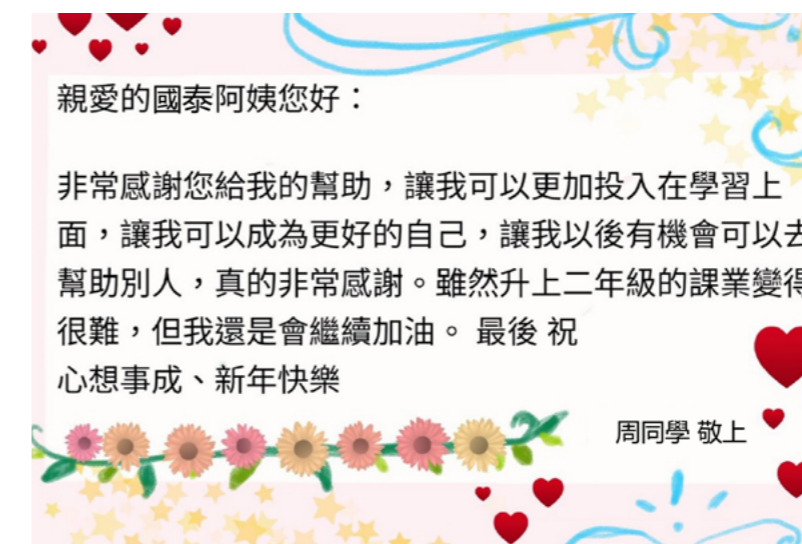 親愛的國泰阿姨您好：
非常感謝您給我的幫助，讓我可以更加投入在學習上
面，讓我可以成為更好的自己，讓我以後有機會可以去
幫助別人，真的非常感謝。雖然升上二年級的課業變得
很難，但我還是會繼續加油。 最後 祝
心想事成、新年快樂
周同學 敬上